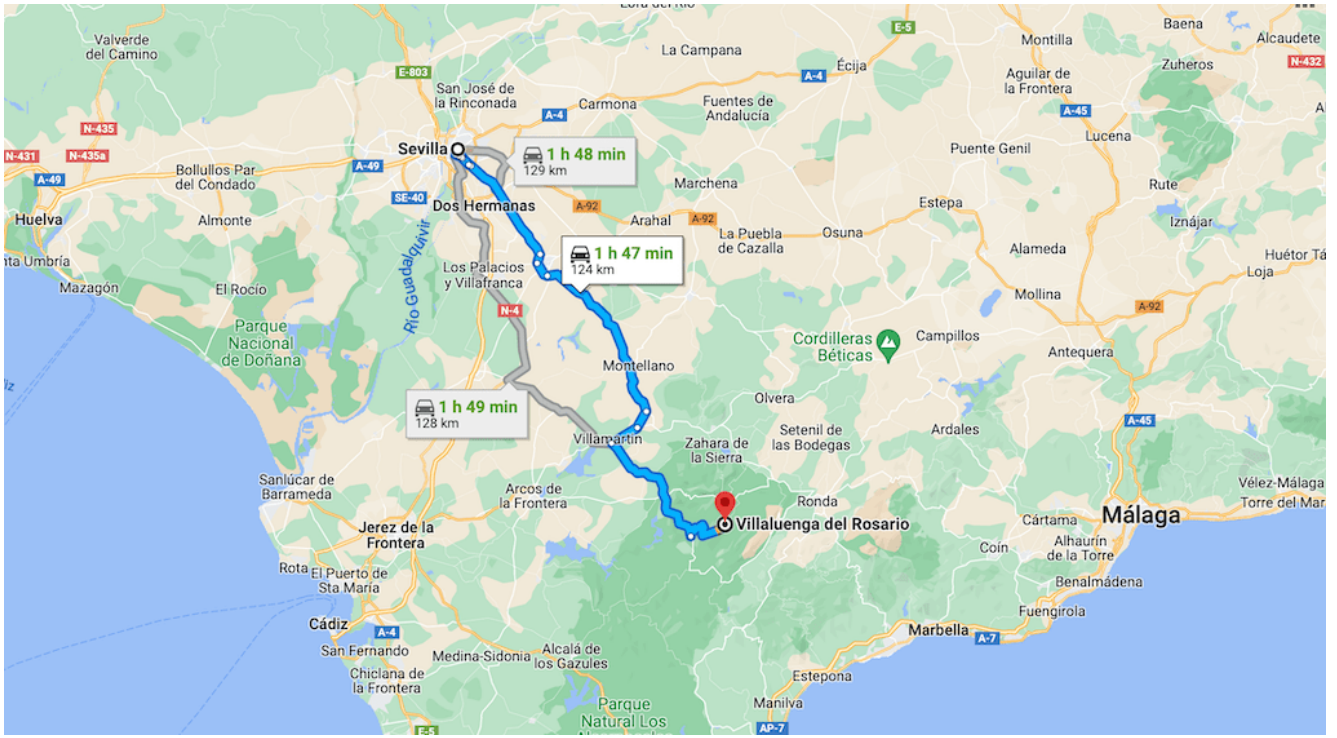 Valverde
del Camino
E-803
San José de
la Rinconada
La Campana
Écija
E-5
Montilla
Baena
Alcaudete
Zuheros
N-432
A-4
Aguilar de
la Frontera
A-45
N-435
N-431
N-435a
A-49
A-4
Carmona
Fuentes de
Andalucía
Lucena
Puente Genil
Sevilla
1 h 48 min
129 km
A-49
Bollullos Par
del Condado
SE-40
Marchena
Rute
Huelva
Almonte
Dos Hermanas
A-92
Arahal
A-92
Estepa
Iznájar
La Puebla
de Cazalla
Osuna
Alameda
Huétor Tá
Loja
nta Umbría
Mazagón
El Rocío
Río Guadalquivir
Los Palacios
y Villafranca
1 h 47 min
124 km
Mollina
A-92
N-4
Parque
Nacional
de Doñana
Cordilleras
Béticas
Campillos
Antequera
Montellano
1 h 49 min
128 km
Olvera
A-45
Villamartín
Zahara de
la Sierra
Setenil de
las Bodegas
Ardales
Sanlúcar de
Barrameda
Arcos de
la Frontera
Ronda
Vélez-Málaga
Torre del Mar
Jerez de la
Frontera
Villaluenga del Rosario
Cártama
Málaga
Coín
Alhaurín
de la Torre
Rota
El Puerto de
Sta María
Benalmádena
Fuengirola
Cádiz
A-4
Marbella
A-7
San Fernando
Medina-Sidonia
Alcalá de
los Gazules
Chiclana de
la Frontera
Estepona
Manilva
Parque
Natural Los
E-5
AP-7